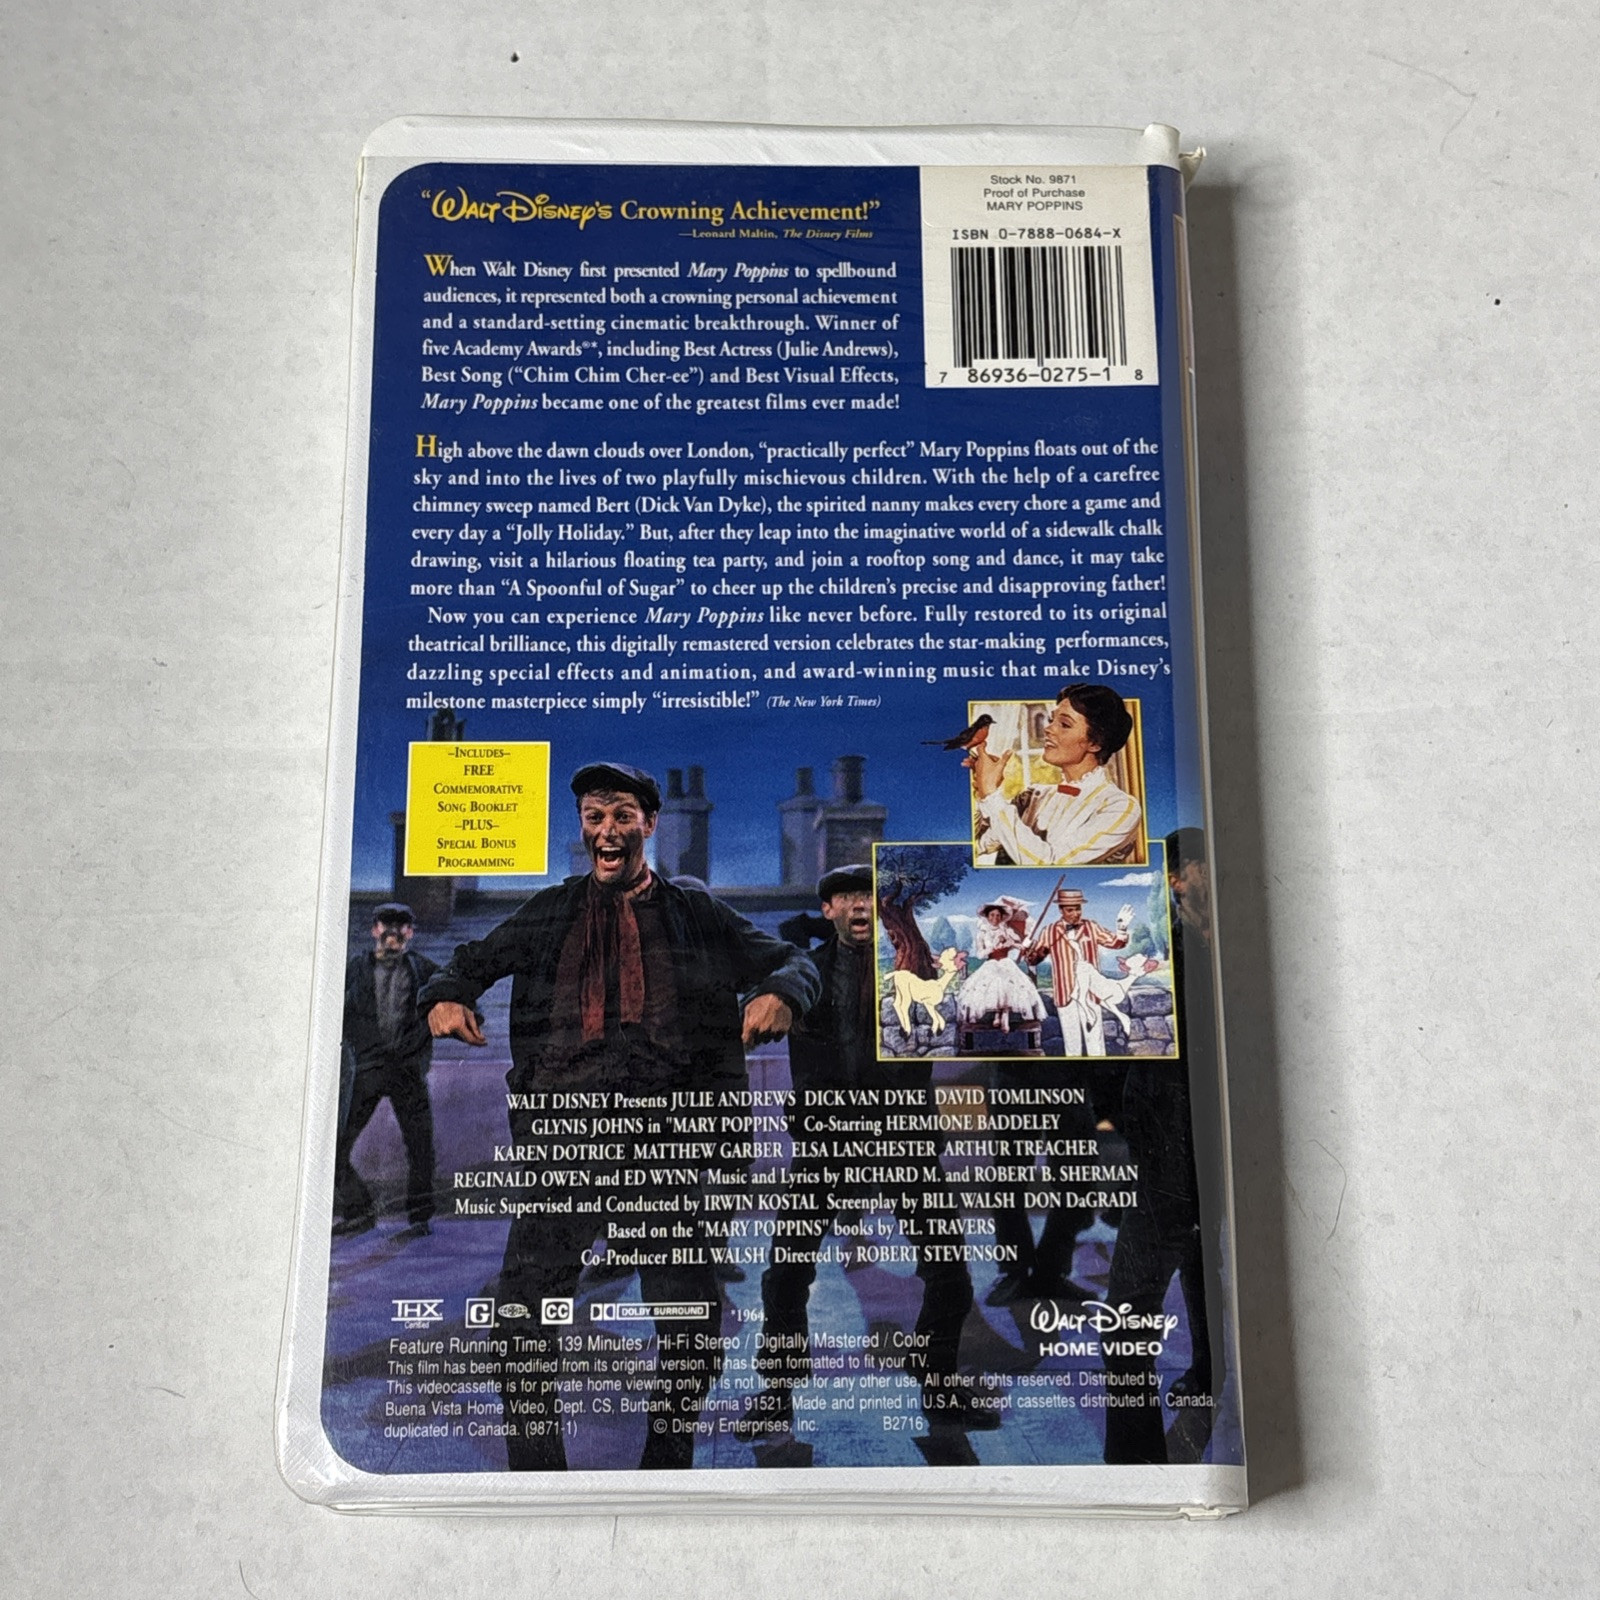 "Walt Disney's Crowning Achievement!"
—Leonard Maltin, The Disney Films
Stock No. 9871
Proof of Purchase
MARY POPPINS
ISBN 0-7888-0684-X
7 86936-0275-1 8
When Walt Disney first presented Mary Poppins to spellbound
audiences, it represented both a crowning personal achievement
and a standard-setting cinematic breakthrough. Winner of
five Academy Awards®*, including Best Actress (Julie Andrews),
Best Song ("Chim Chim Cher-ee") and Best Visual Effects,
Mary Poppins became one of the greatest films ever made!
High above the dawn clouds over London, "practically perfect" Mary Poppins floats out of the
sky and into the lives of two playfully mischievous children. With the help of a carefree
chimney sweep named Bert (Dick Van Dyke), the spirited nanny makes every chore a game and
every day a "Jolly Holiday." But, after they leap into the imaginative world of a sidewalk chalk
drawing, visit a hilarious floating tea party, and join a rooftop song and dance, it may take
more than "A Spoonful of Sugar" to cheer up the children's precise and disapproving father!
Now you can experience Mary Poppins like never before. Fully restored to its original
theatrical brilliance, this digitally remastered version celebrates the star-making performances,
dazzling special effects and animation, and award-winning music that make Disney's
milestone masterpiece simply "irresistible!" (The New York Times)
–Includes–
FREE
Commemorative
Song Booklet
–PLUS–
Special Bonus
Programming
WALT DISNEY Presents JULIE ANDREWS DICK VAN DYKE DAVID TOMLINSON
GLYNIS JOHNS in "MARY POPPINS" Co-Starring HERMIONE BADDELEY
KAREN DOTRICE MATTHEW GARBER ELSA LANCHESTER ARTHUR TREACHER
REGINALD OWEN and ED WYNN Music and Lyrics by RICHARD M. and ROBERT B. SHERMAN
Music Supervised and Conducted by IRWIN KOSTAL Screenplay by BILL WALSH DON DaGRADI
Based on the "MARY POPPINS" books by P.L. TRAVERS
Co-Producer BILL WALSH Directed by ROBERT STEVENSON
THX Certified G CC DOLBY SURROUND™ *1964.
Walt Disney
HOME VIDEO
Feature Running Time: 139 Minutes / Hi-Fi Stereo / Digitally Mastered / Color
This film has been modified from its original version. It has been formatted to fit your TV.
This videocassette is for private home viewing only. It is not licensed for any other use. All other rights reserved. Distributed by
Buena Vista Home Video, Dept. CS, Burbank, California 91521. Made and printed in U.S.A., except cassettes distributed in Canada,
duplicated in Canada. (9871-1) © Disney Enterprises, Inc. B2716